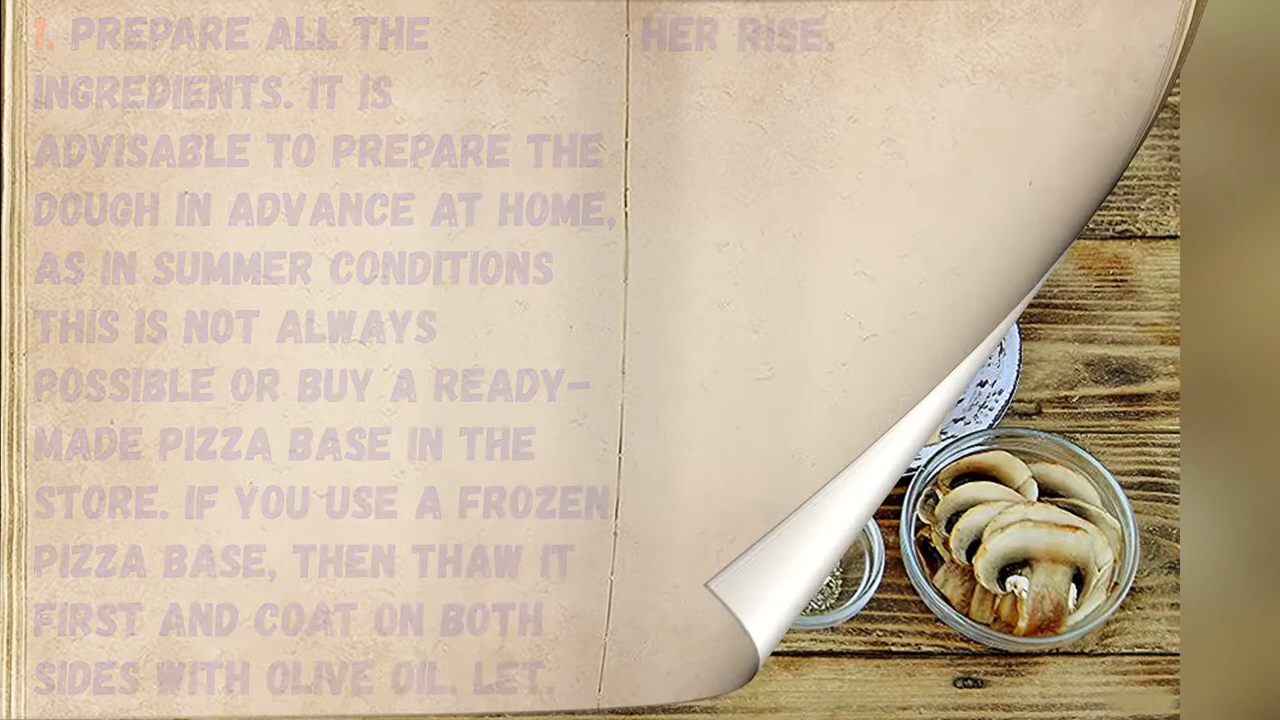 1. PREPARE ALL THE
INGREDIENTS. IT IS
ADVISABLE TO PREPARE THE
DOUGH IN ADVANCE AT HOME,
AS IN SUMMER CONDITIONS
THIS IS NOT ALWAYS
POSSIBLE OR BUY A READY-
MADE PIZZA BASE IN THE
STORE. IF YOU USE A FROZEN
PIZZA BASE, THEN THAW IT
FIRST AND COAT ON BOTH
SIDES WITH OLIVE OIL. LET.
HER RISE.